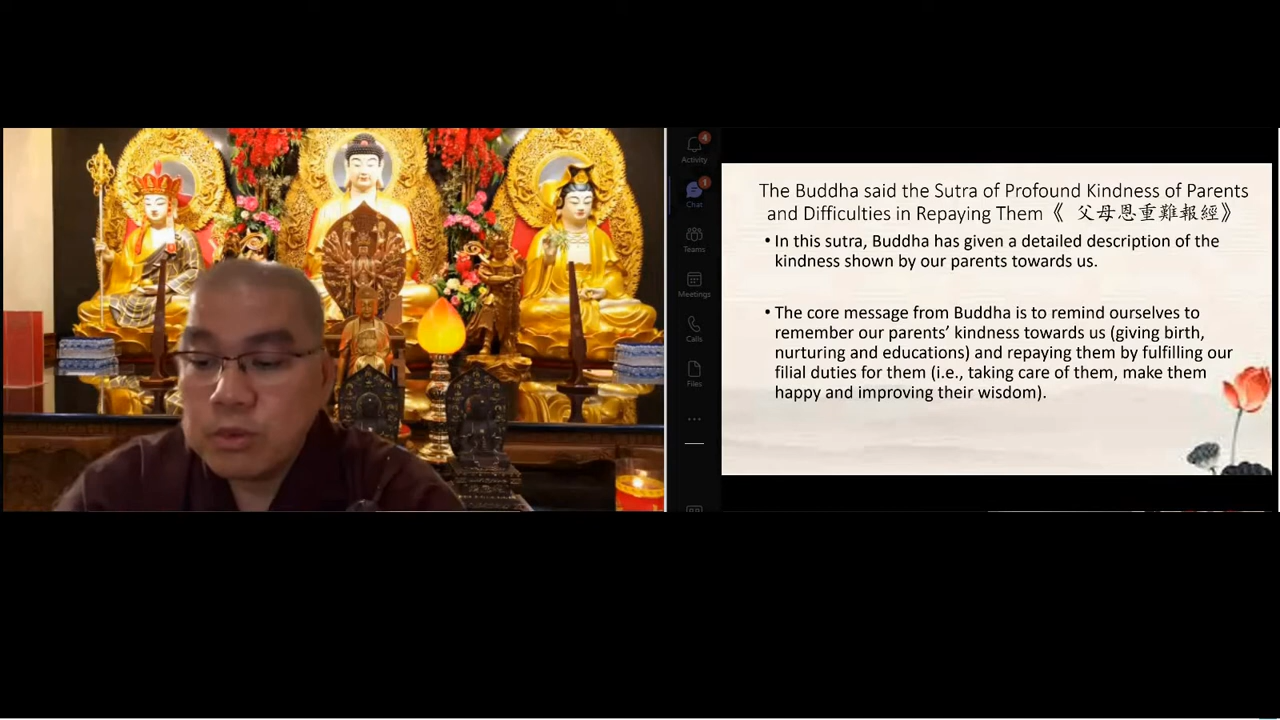 4
Activity
1
Chat
Teams
Meetings
Calls
Files
The Buddha said the Sutra of Profound Kindness of Parents
and Difficulties in Repaying Them《 父母恩重難報經》
• In this sutra, Buddha has given a detailed description of the
kindness shown by our parents towards us.
• The core message from Buddha is to remind ourselves to
remember our parents’ kindness towards us (giving birth,
nurturing and educations) and repaying them by fulfilling our
filial duties for them (i.e., taking care of them, make them
happy and improving their wisdom).